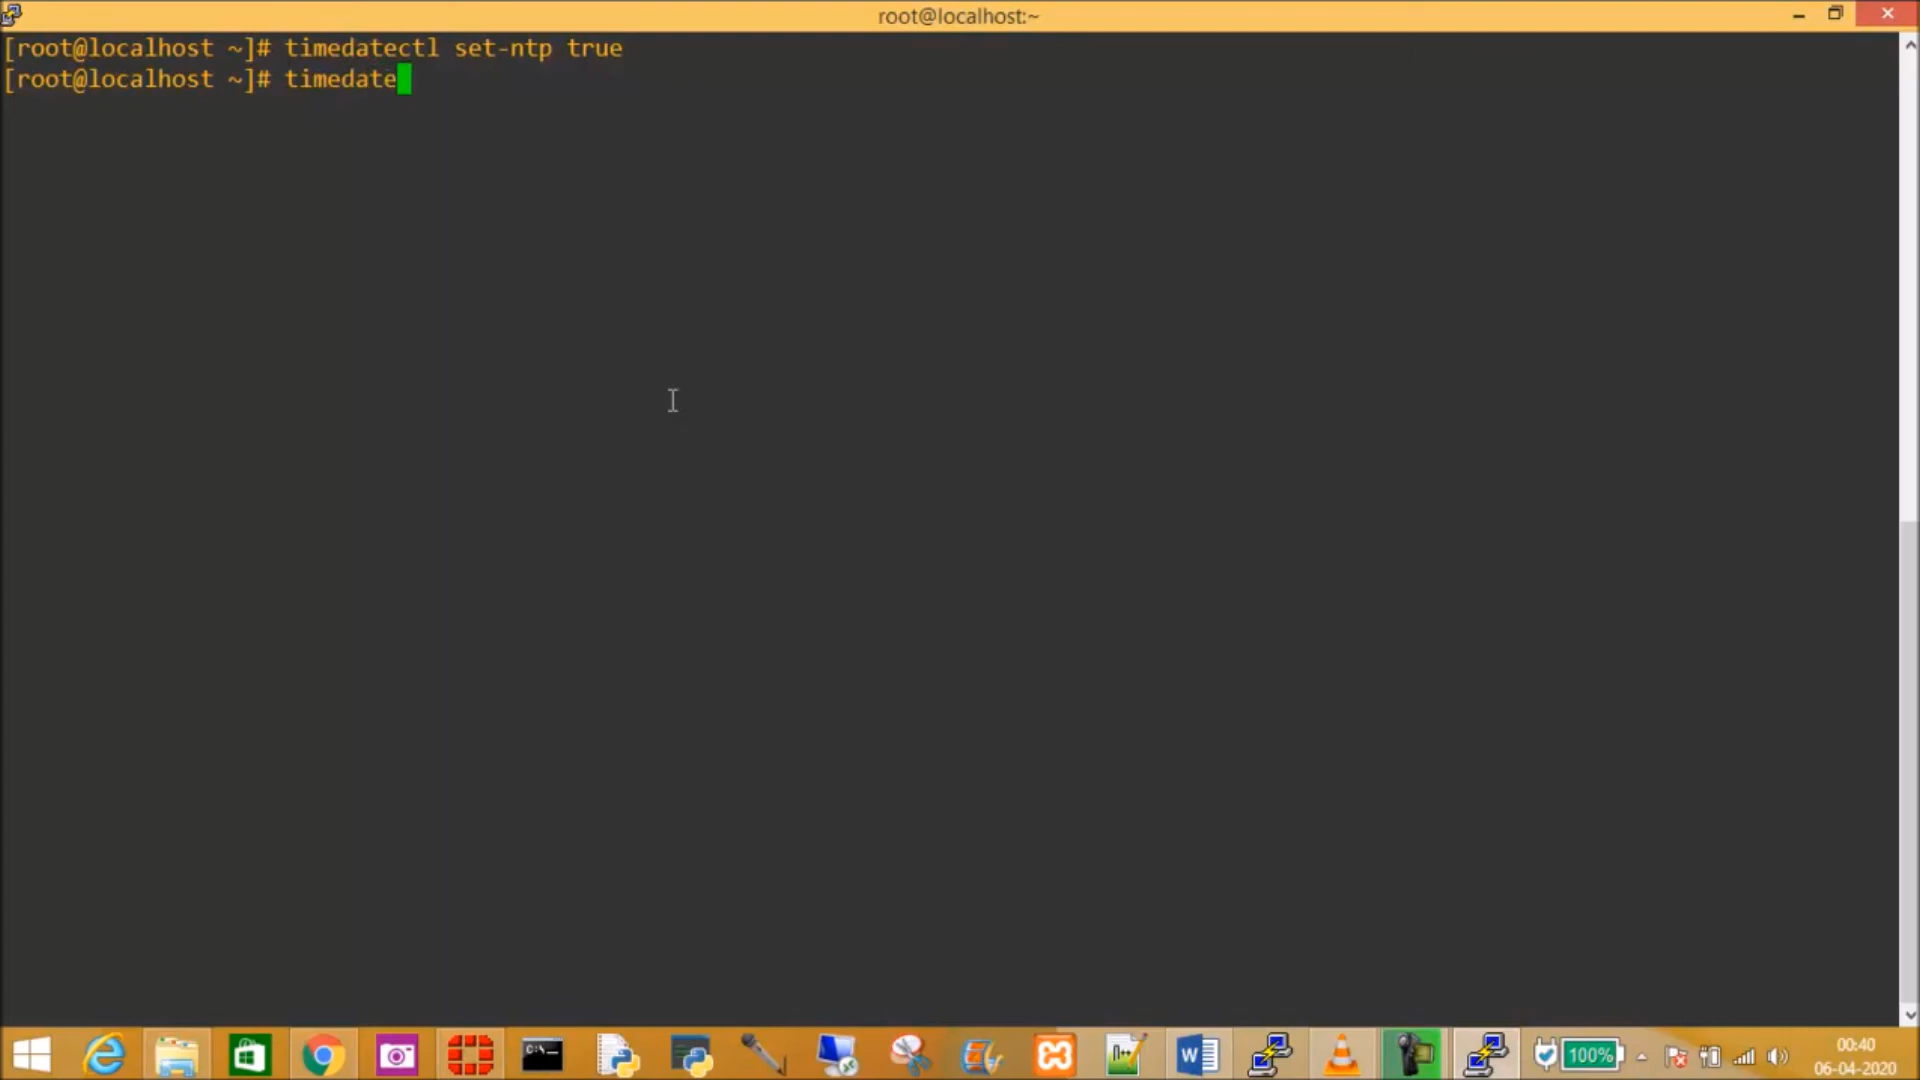 root@localhost:~
[root@localhost ~]# timedatectl set-ntp true
[root@localhost ~]# timedate
100%
00:40
06-04-2020